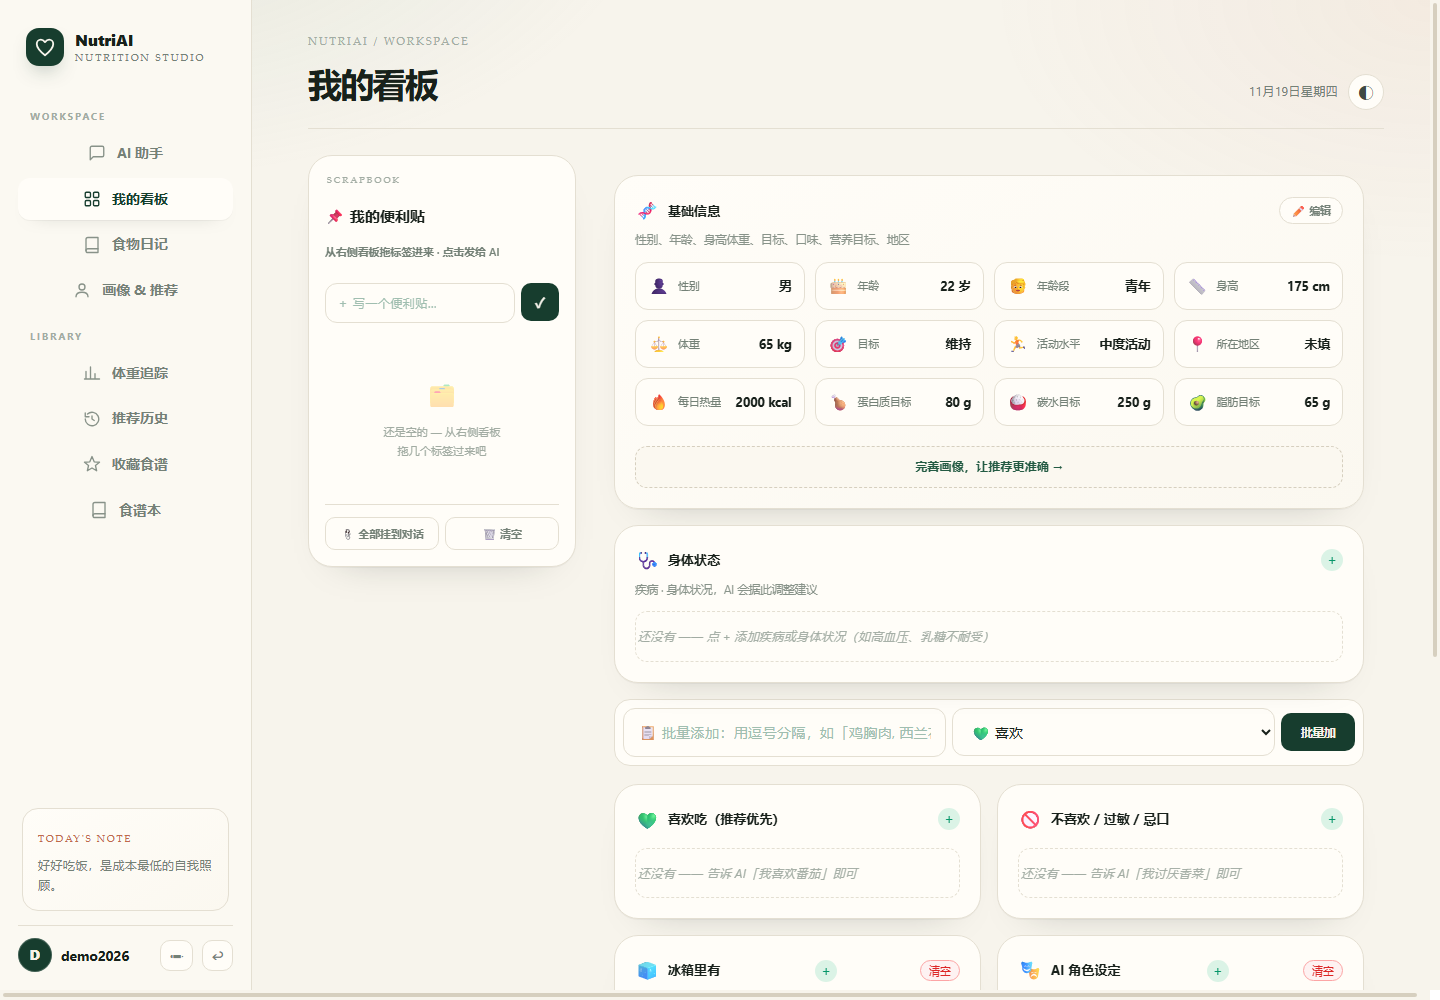 NutriAI
NUTRITION STUDIO
WORKSPACE
AI 助手
我的看板
食物日记
画像 & 推荐
LIBRARY
体重追踪
推荐历史
收藏食谱
食谱本
TODAY'S NOTE
好好吃饭，是成本最低的自我照
顾。
D
demo2026
NUTRIAI / WORKSPACE
我的看板
11月19日星期四
SCRAPBOOK
我的便利贴
从右侧看板拖标签进来 · 点击发给 AI
+ 写一个便利贴...
还是空的 — 从右侧看板
拖几个标签过来吧
全部挂到对话
清空
基础信息
编辑
性别、年龄、身高体重、目标、口味、营养目标、地区
性别 男
年龄 22 岁
年龄段 青年
身高 175 cm
体重 65 kg
目标 维持
活动水平 中度活动
所在地区 未填
每日热量 2000 kcal
蛋白质目标 80 g
碳水目标 250 g
脂肪目标 65 g
完善画像，让推荐更准确 →
身体状态
+
疾病 · 身体状况，AI 会据此调整建议
还没有 —— 点 + 添加疾病或身体状况（如高血压、乳糖不耐受）
批量添加：用逗号分隔，如「鸡胸肉, 西兰
喜欢
批量加
喜欢吃（推荐优先）
+
还没有 —— 告诉 AI「我喜欢番茄」即可
不喜欢 / 过敏 / 忌口
+
还没有 —— 告诉 AI「我讨厌香菜」即可
冰箱里有
+
清空
AI 角色设定
+
清空